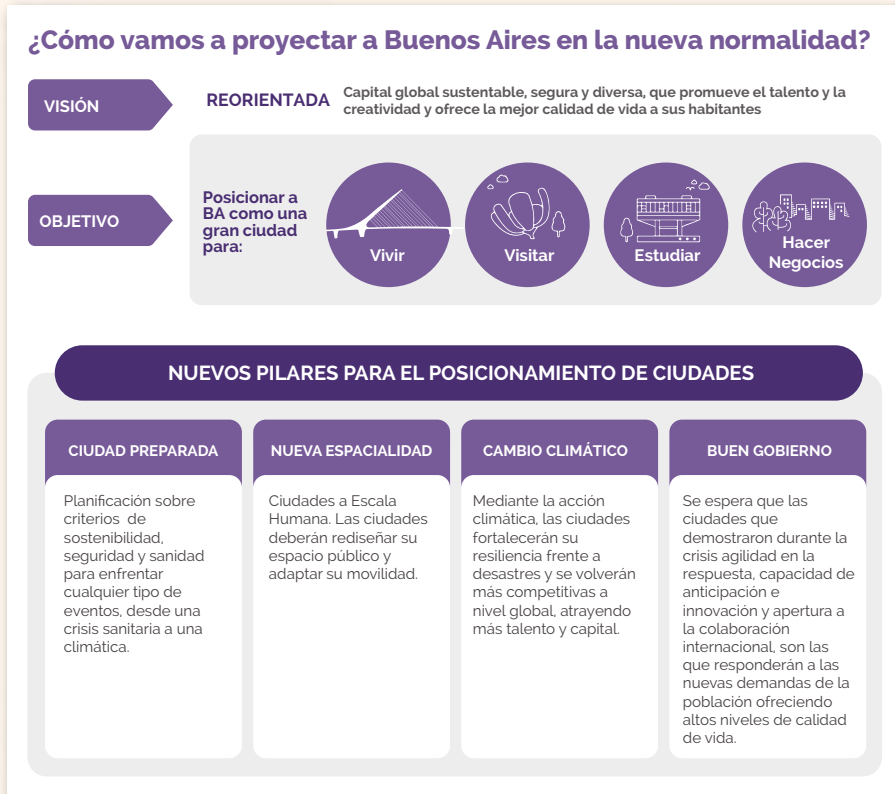 ¿Cómo vamos a proyectar a Buenos Aires en la nueva normalidad?
VISIÓN
REORIENTADA
Capital global sustentable, segura y diversa, que promueve el talento y la
creatividad y ofrece la mejor calidad de vida a sus habitantes
OBJETIVO
Posicionar a
BA como una
gran ciudad
para:
Vivir
Visitar
Estudiar
Hacer
Negocios
NUEVOS PILARES PARA EL POSICIONAMIENTO DE CIUDADES
CIUDAD PREPARADA
Planificación sobre
criterios de
sostenibilidad,
seguridad y sanidad
para enfrentar
cualquier tipo de
eventos, desde una
crisis sanitaria a una
climática.
NUEVA ESPACIALIDAD
Ciudades a Escala
Humana. Las ciudades
deberán rediseñar su
espacio público y
adaptar su movilidad.
CAMBIO CLIMÁTICO
Mediante la acción
climática, las ciudades
fortalecerán su
resiliencia frente a
desastres y se volverán
más competitivas a
nivel global, atrayendo
más talento y capital.
BUEN GOBIERNO
Se espera que las
ciudades que
demostraron durante la
crisis agilidad en la
respuesta, capacidad de
anticipación e
innovación y apertura a
la colaboración
internacional, son las
que responderán a las
nuevas demandas de la
población ofreciendo
altos niveles de calidad
de vida.